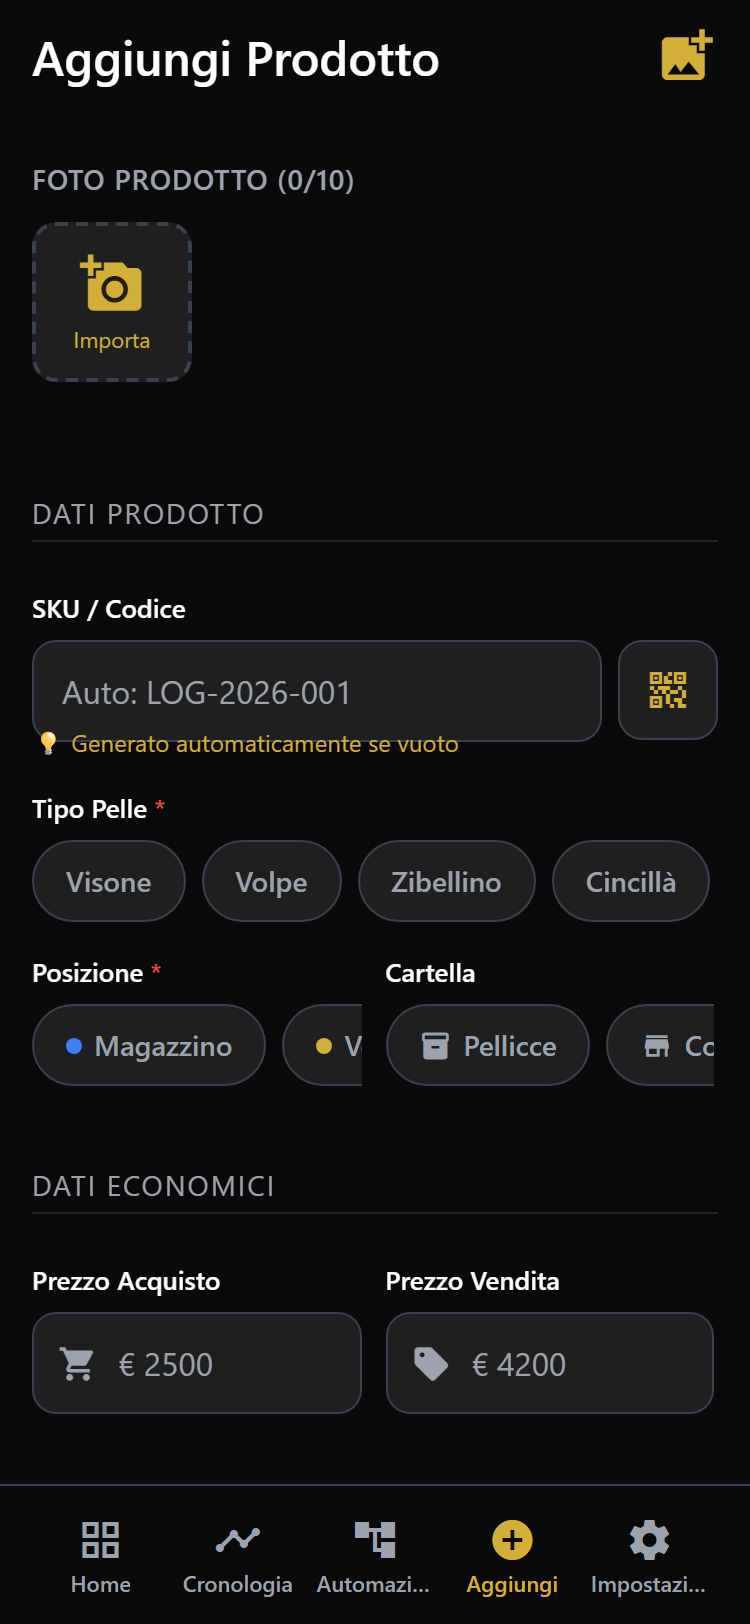 Aggiungi Prodotto
FOTO PRODOTTO (0/10)
Importa
DATI PRODOTTO
SKU / Codice
Auto: LOG-2026-001
💡 Generato automaticamente se vuoto
Tipo Pelle *
Visone Volpe Zibellino Cincillà
Posizione * Cartella
Magazzino V Pellicce Co
DATI ECONOMICI
Prezzo Acquisto Prezzo Vendita
€ 2500 € 4200
Home Cronologia Automazi... Aggiungi Impostazi...